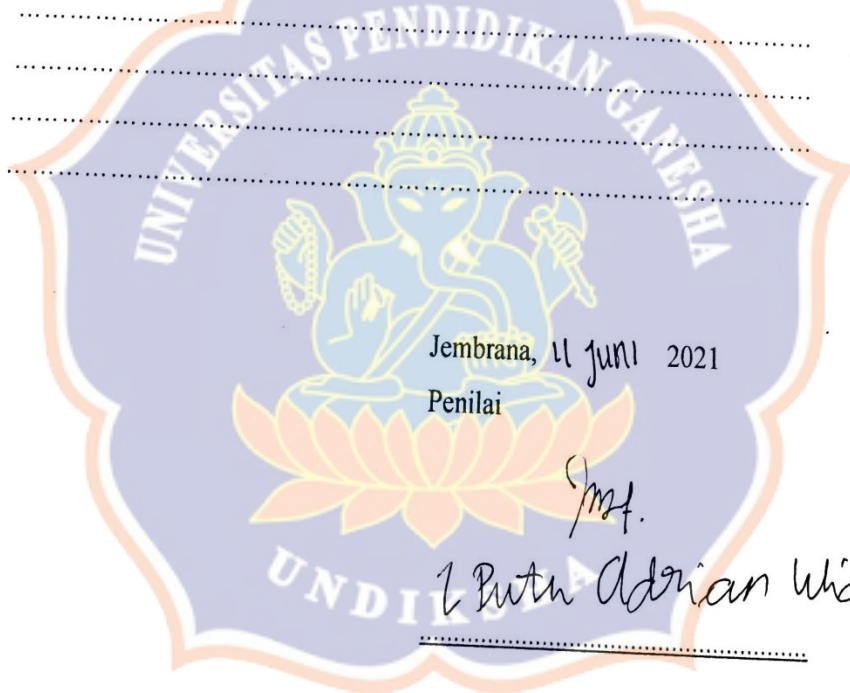 UNIVERSITAS PENDIDIKAN GANESHA
Jembrana, 11 Juni 2021
Penilai
I Putu Adrian
UNDIKSHA